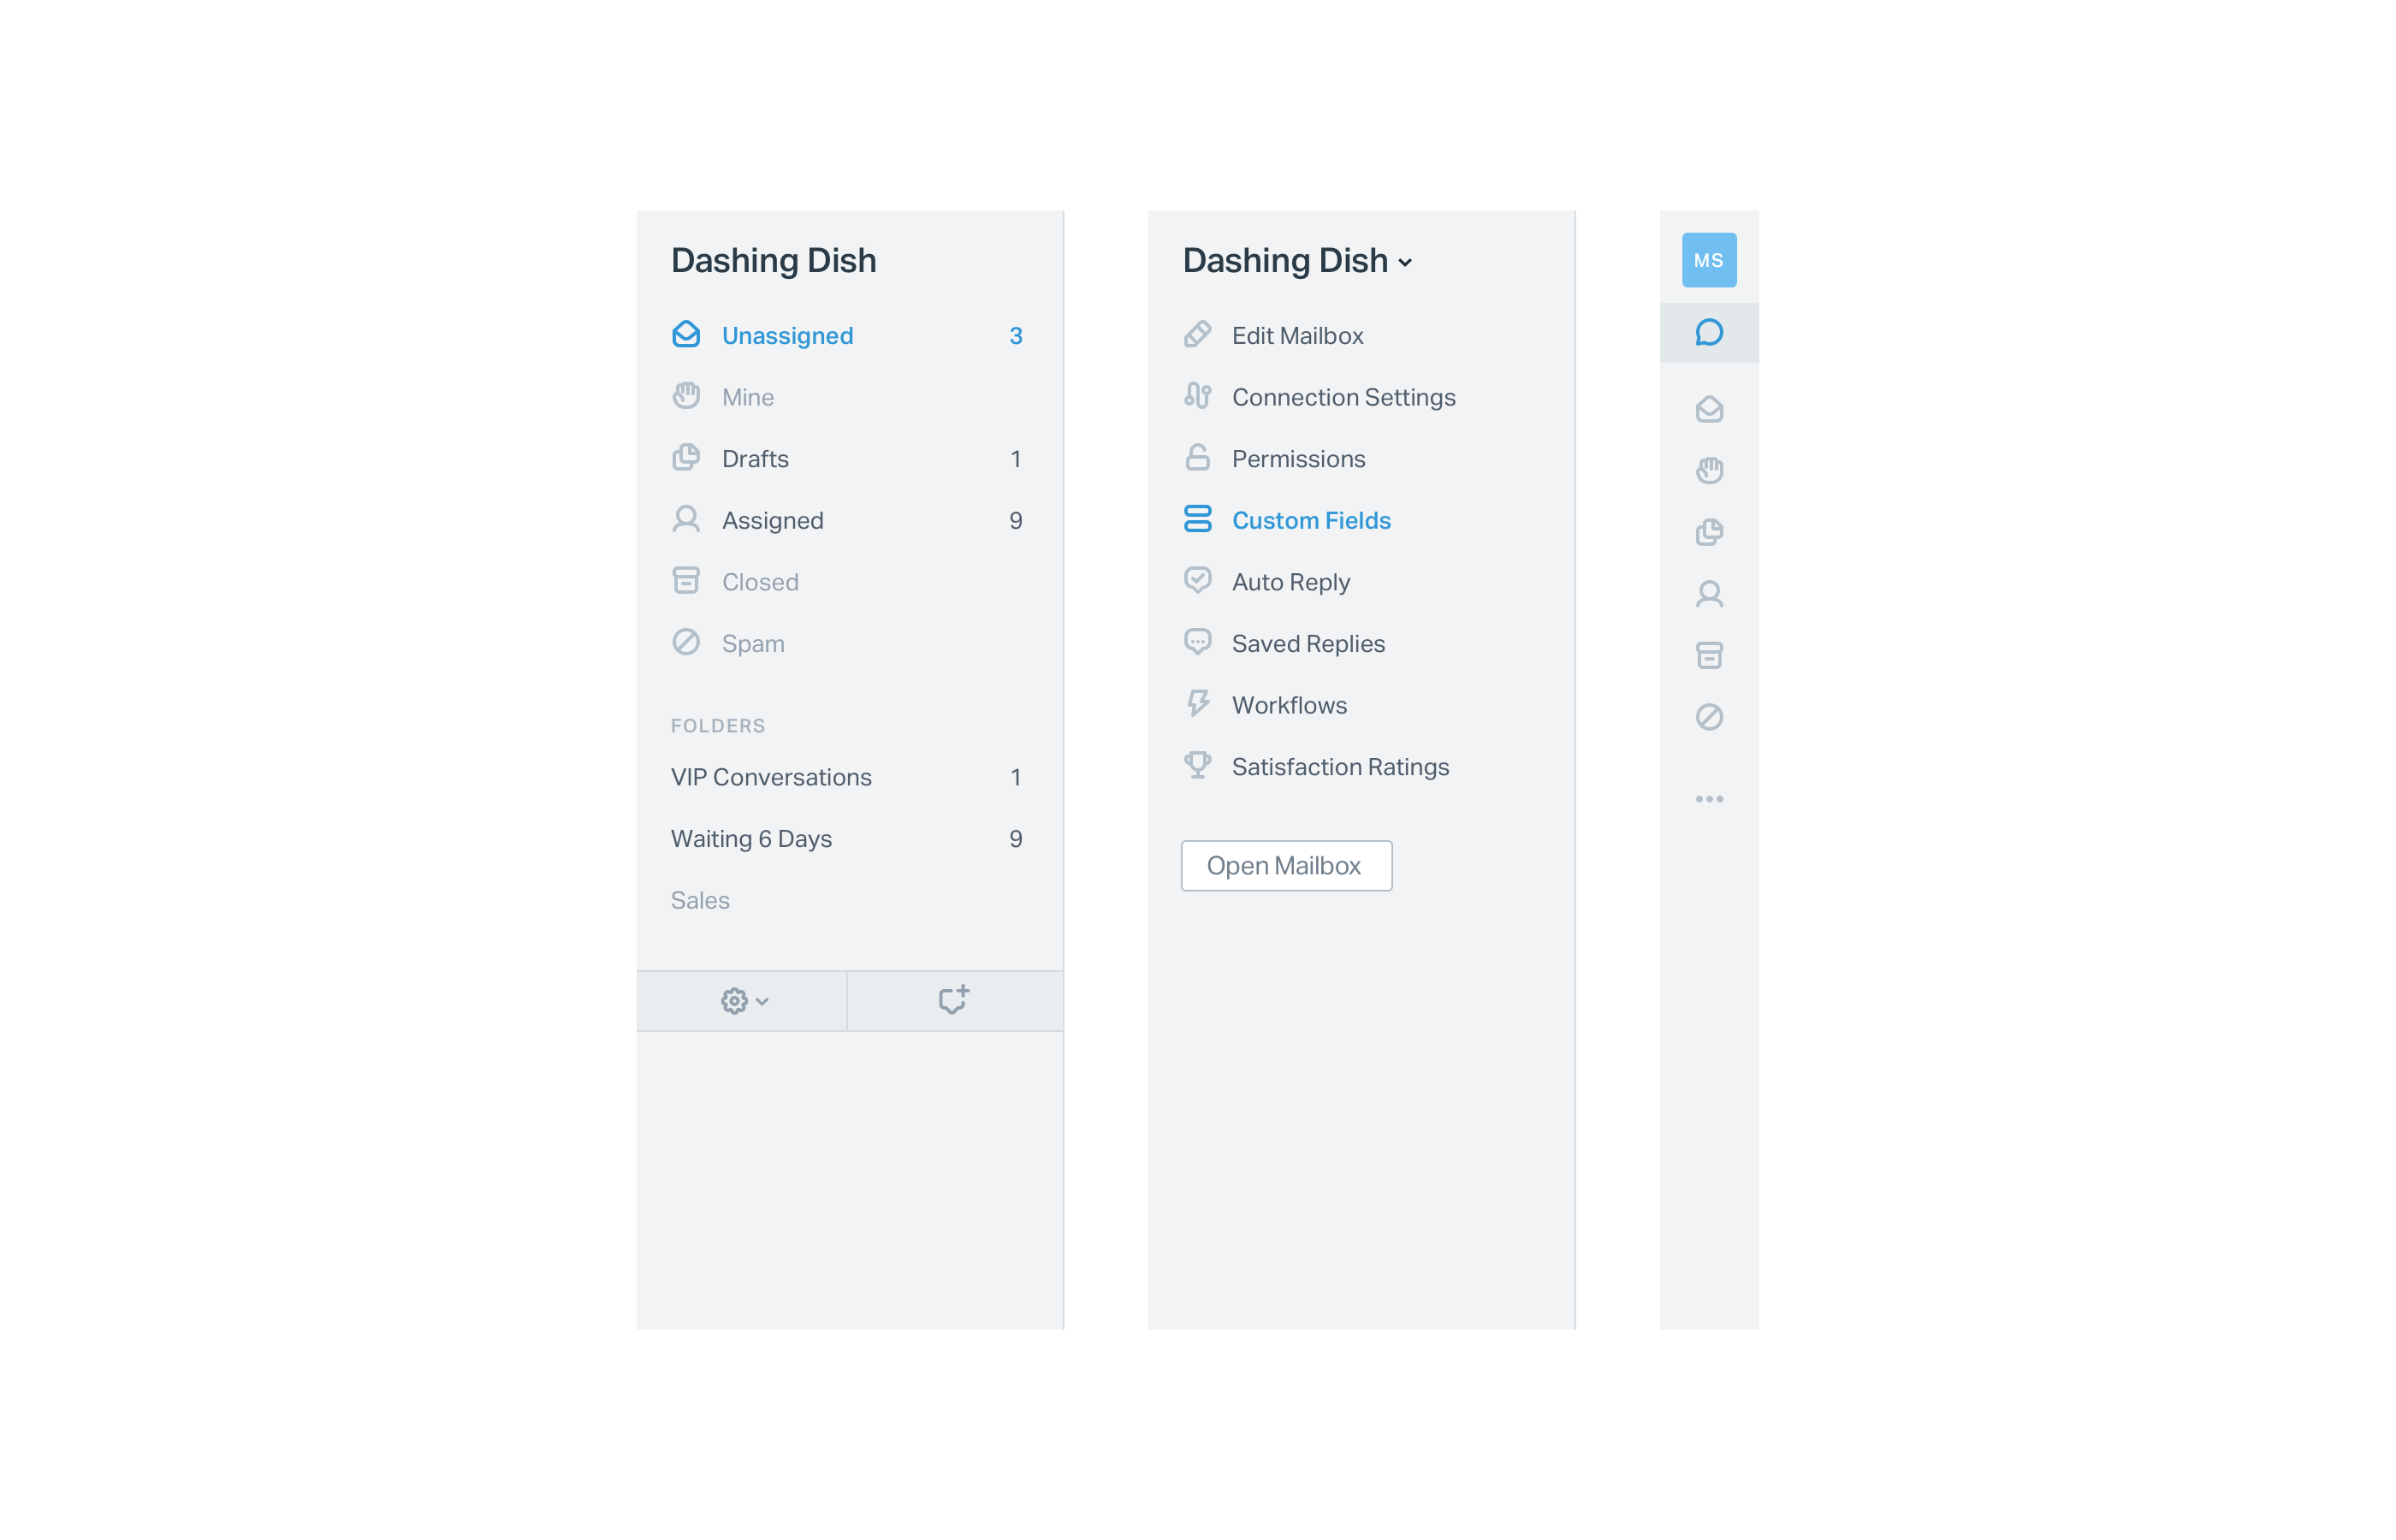 Dashing Dish
Unassigned 3
Mine
Drafts 1
Assigned 9
Closed
Spam
FOLDERS
VIP Conversations 1
Waiting 6 Days 9
Sales
Dashing Dish
Edit Mailbox
Connection Settings
Permissions
Custom Fields
Auto Reply
Saved Replies
Workflows
Satisfaction Ratings
Open Mailbox
MS